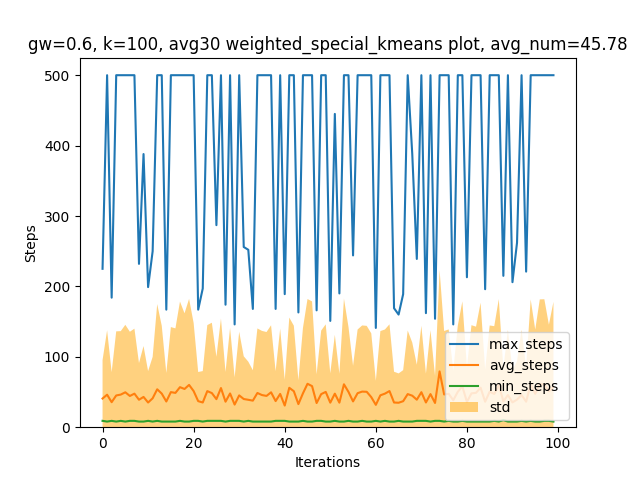 gw=0.6, k=100, avg30 weighted_special_kmeans plot, avg_num=45.78
500
400
300
200
100
0
Steps
0
20
40
60
80
100
Iterations
max_steps
avg_steps
min_steps
std